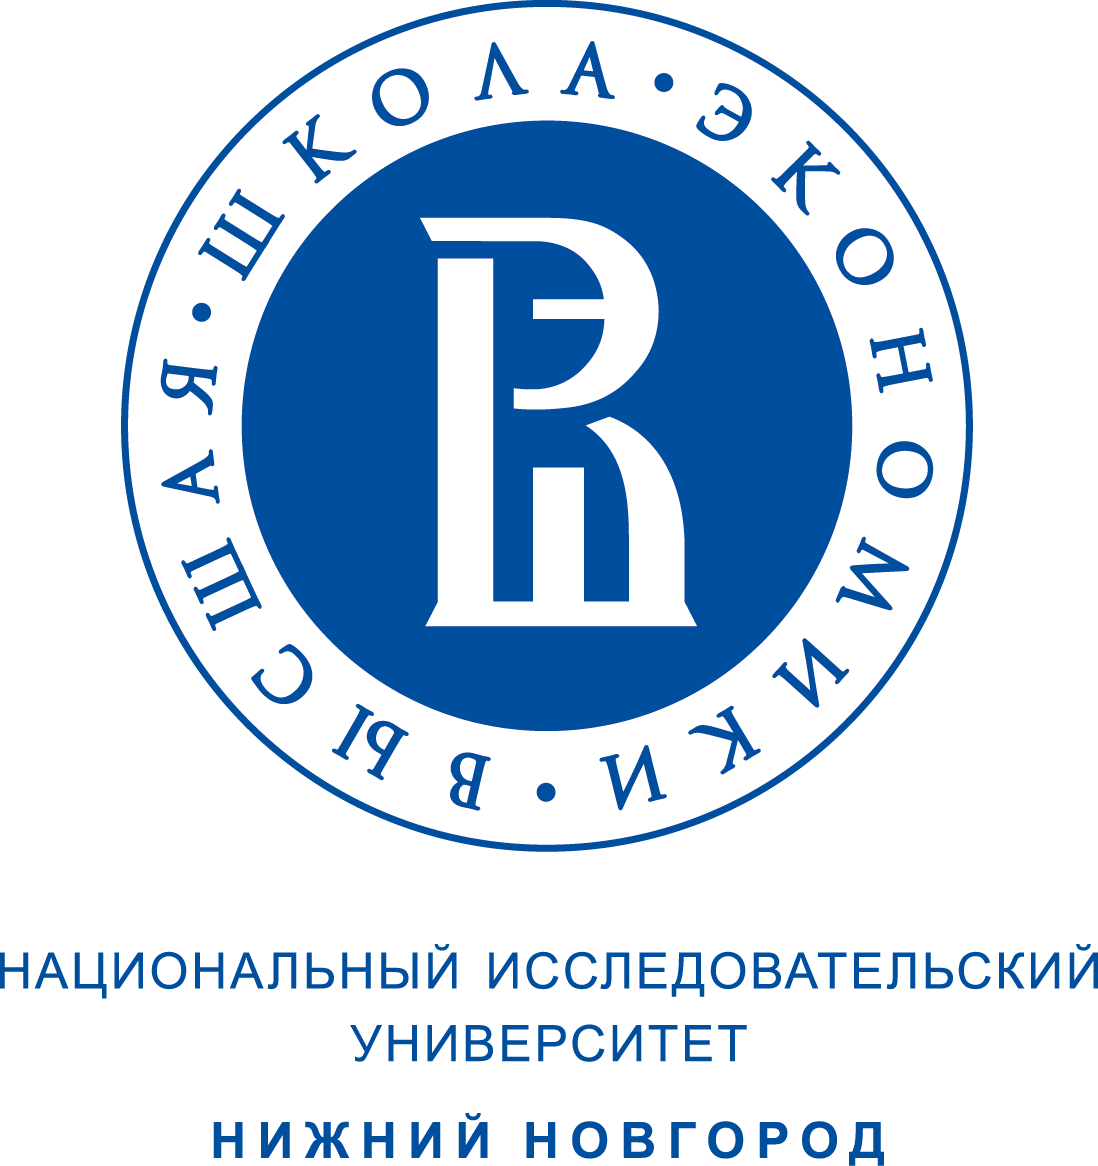 ВЫСШАЯ · ШКОЛА · ЭКОНОМИКИ ·
НАЦИОНАЛЬНЫЙ ИССЛЕДОВАТЕЛЬСКИЙ
УНИВЕРСИТЕТ
НИЖНИЙ НОВГОРОД